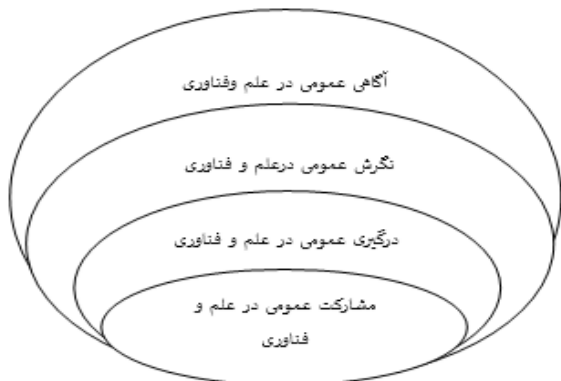 آگاهی عمومی در علم وفناوری
نگرش عمومی درعلم و فناوری
درگیری عمومی در علم و فناوری
مشارکت عمومی در علم و
فناوری